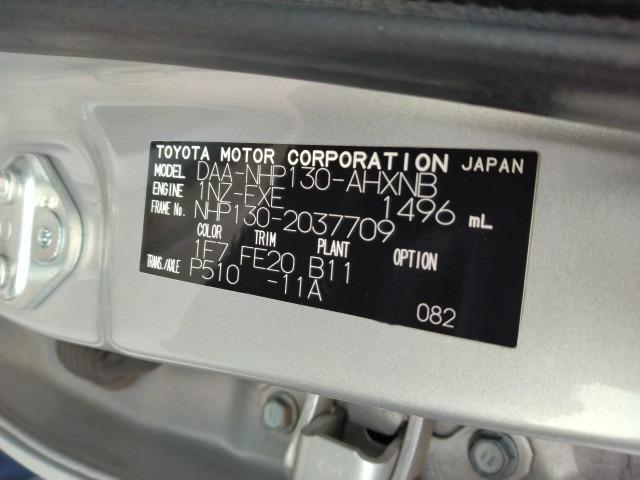 TOYOTA MOTOR CORPORATION JAPAN
MODEL DAA-NHP130-AHXNB
ENGINE 1NZ-EXE 1496 mL
FRAME No. NHP130-2037709
COLOR TRIM PLANT OPTION
1F7 FE20 B11
TRANS./AXLE P510 -11A
082